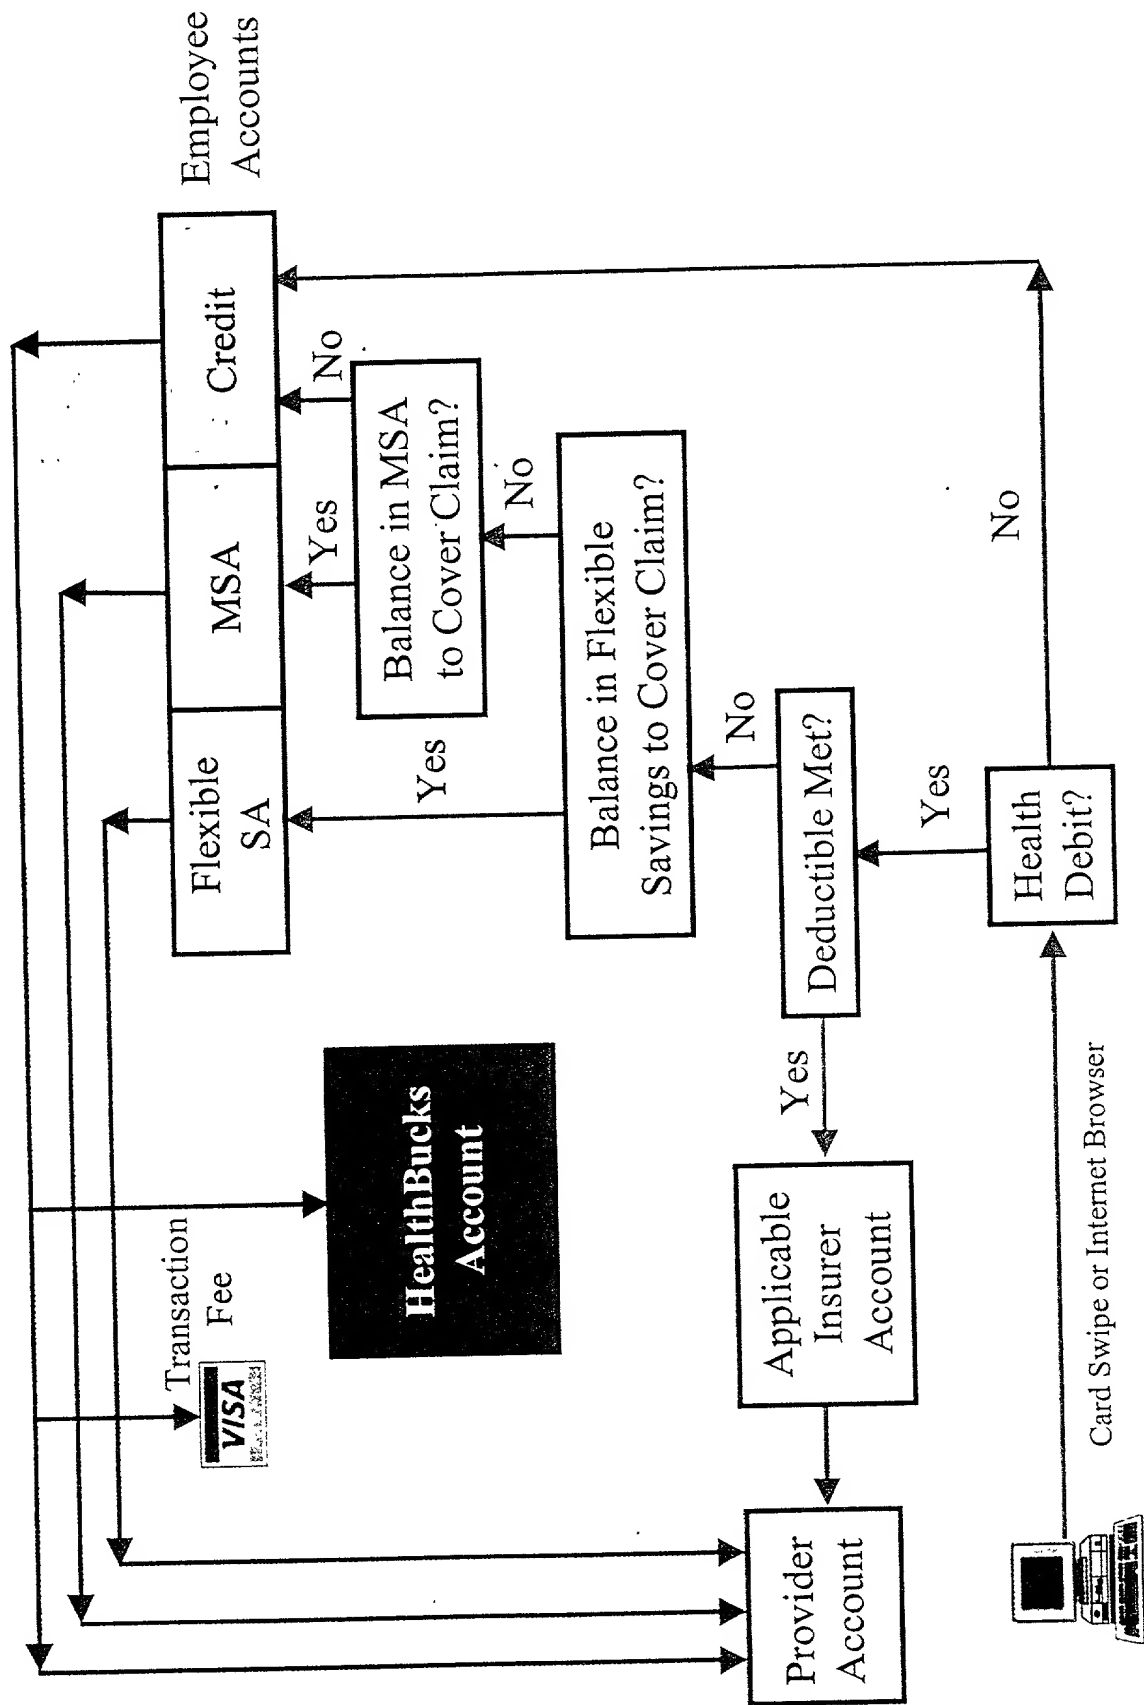 Employee
Accounts
Flexible
SA
MSA
Credit
Transaction
Fee
VISA
HealthBucks
Account
Yes
Yes
No
Balance in MSA
to Cover Claim?
No
Balance in Flexible
Savings to Cover Claim?
No
Provider
Account
Applicable
Insurer
Account
Yes
Deductible Met?
Yes
No
Health
Debit?
Card Swipe or Internet Browser